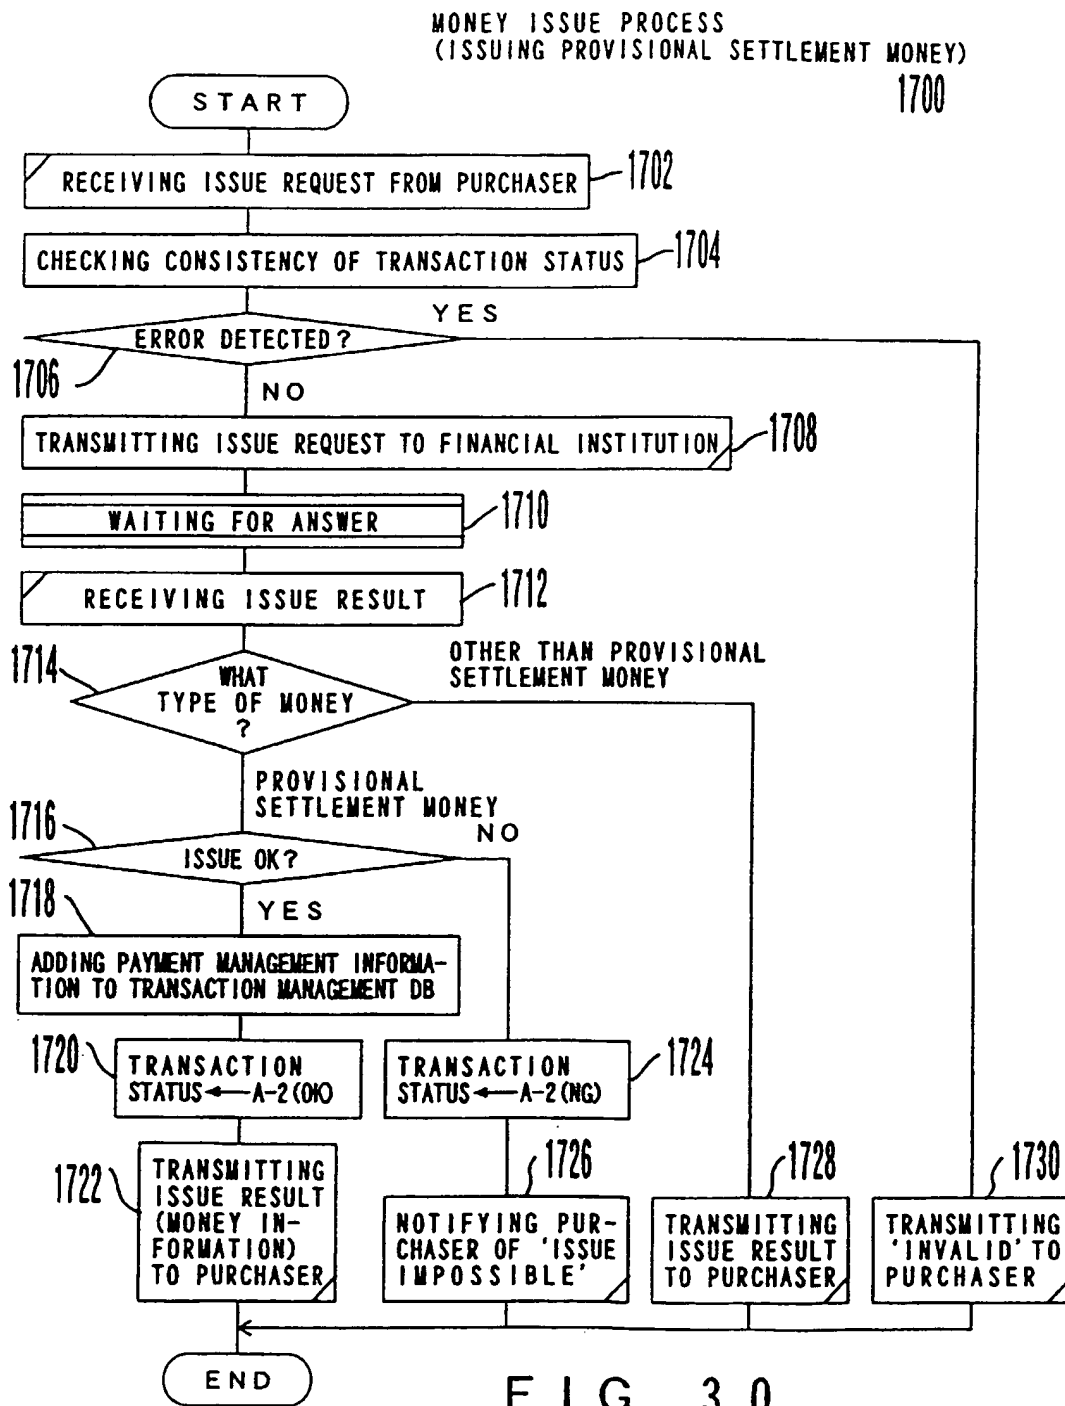 MONEY ISSUE PROCESS
(ISSUING PROVISIONAL SETTLEMENT MONEY)
1700
START
RECEIVING ISSUE REQUEST FROM PURCHASER
1702
CHECKING CONSISTENCY OF TRANSACTION STATUS
1704
YES
ERROR DETECTED?
1706
NO
TRANSMITTING ISSUE REQUEST TO FINANCIAL INSTITUTION
1708
WAITING FOR ANSWER
1710
RECEIVING ISSUE RESULT
1712
1714
WHAT
TYPE OF MONEY
?
OTHER THAN PROVISIONAL
SETTLEMENT MONEY
PROVISIONAL
SETTLEMENT MONEY
1716
NO
ISSUE OK?
1718
YES
ADDING PAYMENT MANAGEMENT INFORMA-
TION TO TRANSACTION MANAGEMENT DB
1720
TRANSACTION
STATUS←A-2(OK)
TRANSACTION
STATUS←A-2(NG)
1724
1722
TRANSMITTING
ISSUE RESULT
(MONEY IN-
FORMATION)
TO PURCHASER
1726
NOTIFYING PUR-
CHASER OF 'ISSUE
IMPOSSIBLE'
1728
TRANSMITTING
ISSUE RESULT
TO PURCHASER
1730
TRANSMITTING
'INVALID' TO
PURCHASER
END
FIG. 30